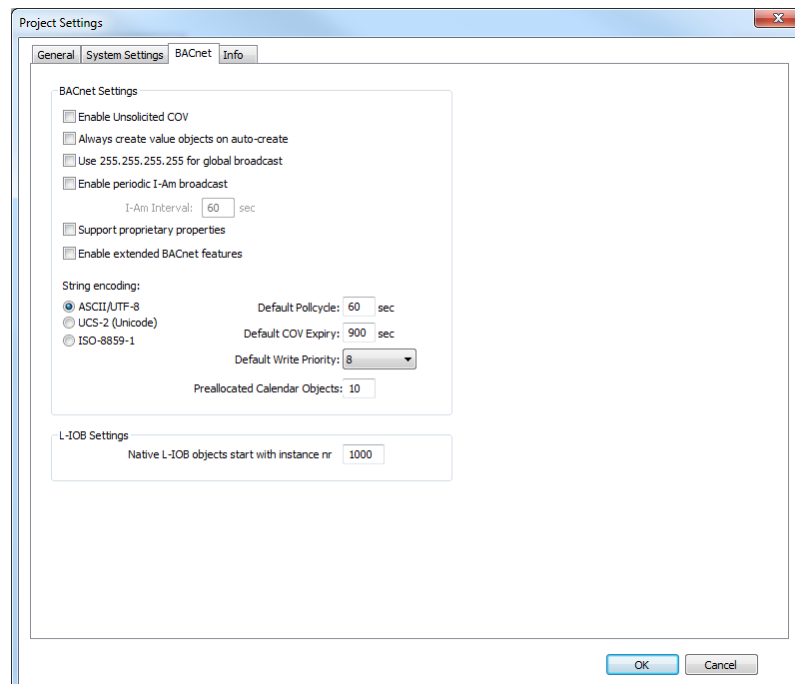 Project Settings
General System Settings BACnet Info
BACnet Settings
Enable Unsolicited COV
Always create value objects on auto-create
Use 255.255.255.255 for global broadcast
Enable periodic I-Am broadcast
I-Am Interval: 60 sec
Support proprietary properties
Enable extended BACnet features
String encoding:
ASCII/UTF-8
UCS-2 (Unicode)
ISO-8859-1
Default Pollcycle: 60 sec
Default COV Expiry: 900 sec
Default Write Priority: 8
Preallocated Calendar Objects: 10
L-IOB Settings
Native L-IOB objects start with instance nr 1000
OK Cancel